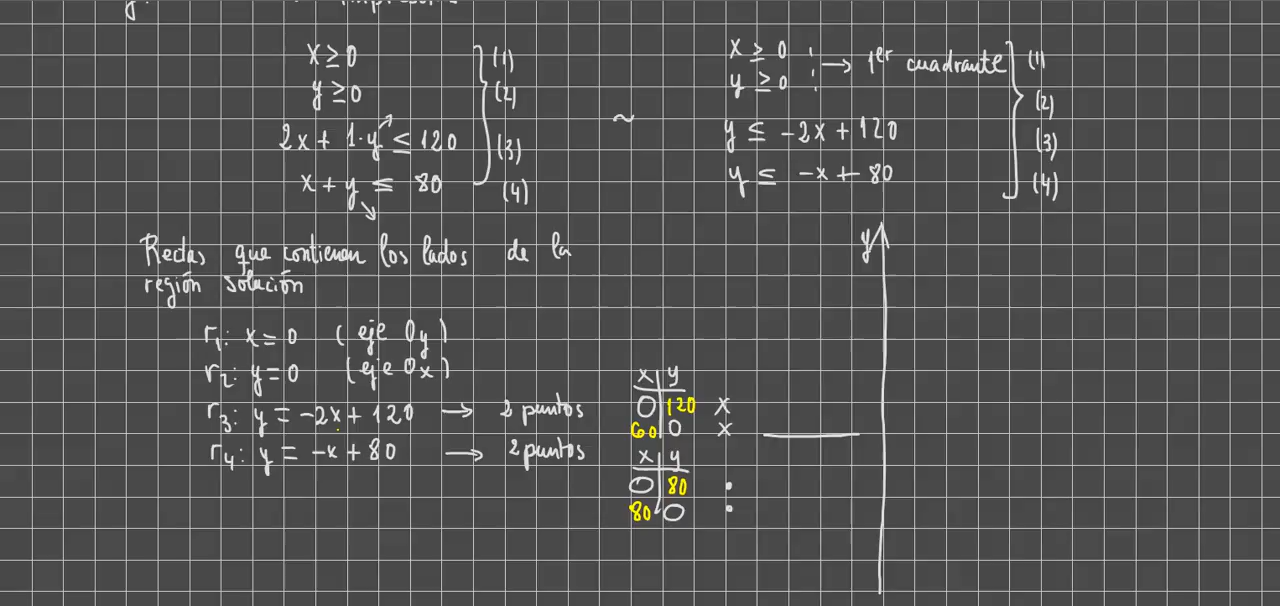 x ≥ 0 (1)
y ≥ 0 (2)
2x + 1·y ≤ 120 (3)
x + y ≤ 80 (4)
~
x ≥ 0 (1)
y ≥ 0 → 1er cuadrante (2)
y ≤ -2x + 120 (3)
y ≤ -x + 80 (4)
Rectas que contienen los lados de la
región solución
r1: x = 0 (eje Oy)
r2: y = 0 (eje Ox)
r3: y = -2x + 120 → 2 puntos
r4: y = -x + 80 → 2 puntos
x y
0 120 x
60 0 x
x y
0 80 •
80 0 •
y